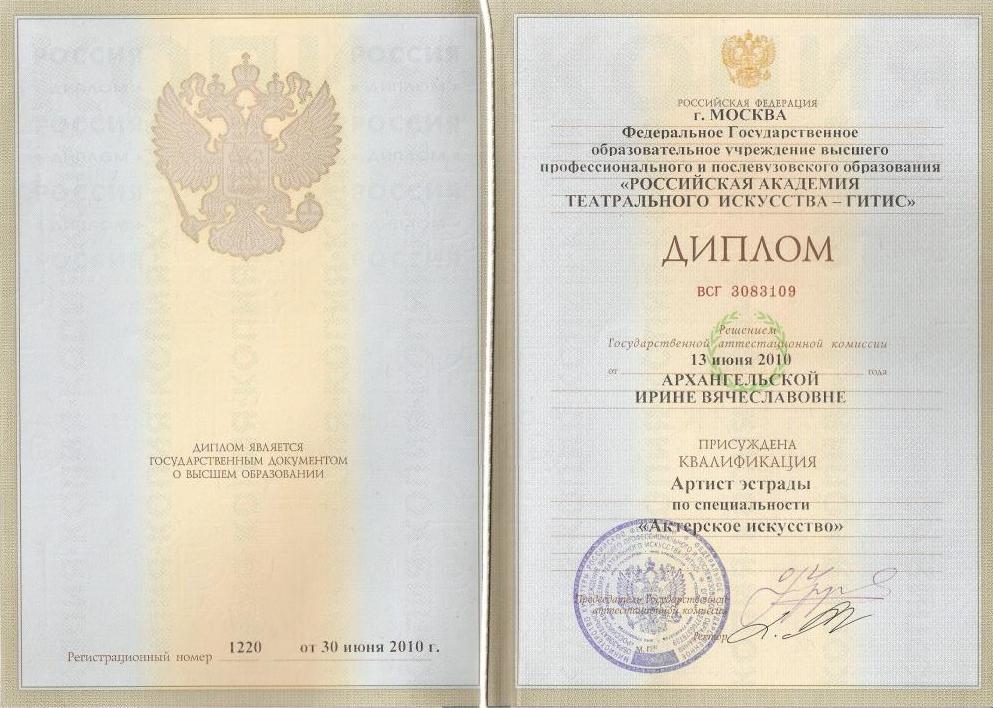 ДИПЛОМ ЯВЛЯЕТСЯ
ГОСУДАРСТВЕННЫМ ДОКУМЕНТОМ
О ВЫСШЕМ ОБРАЗОВАНИИ
Регистрационный номер 1220 от 30 июня 2010 г.
РОССИЙСКАЯ ФЕДЕРАЦИЯ
г. МОСКВА
Федеральное Государственное
образовательное учреждение высшего
профессионального и послевузовского образования
«РОССИЙСКАЯ АКАДЕМИЯ
ТЕАТРАЛЬНОГО ИСКУССТВА – ГИТИС»
ДИПЛОМ
ВСГ 3083109
Решением
Государственной аттестационной комиссии
от 13 июня 2010 года
АРХАНГЕЛЬСКОЙ
ИРИНЕ ВЯЧЕСЛАВОВНЕ
ПРИСУЖДЕНА
КВАЛИФИКАЦИЯ
Артист эстрады
по специальности
«Актерское искусство»
Председатель Государственной
аттестационной комиссии
Ректор
М.П.